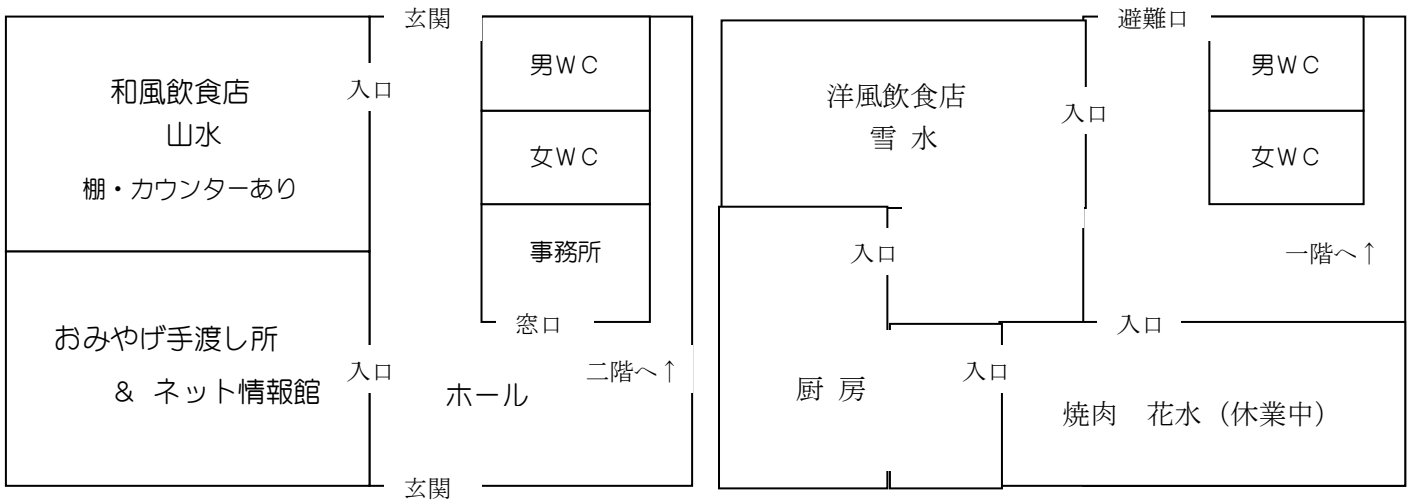 玄関
和風飲食店
山水
棚・カウンターあり
入口
男ＷＣ
女ＷＣ
事務所
窓口
おみやげ手渡し所
＆ ネット情報館
入口
ホール
二階へ↑
玄関
避難口
洋風飲食店
雪 水
入口
男ＷＣ
女ＷＣ
入口
一階へ↑
入口
厨 房
入口
焼肉　花水（休業中）